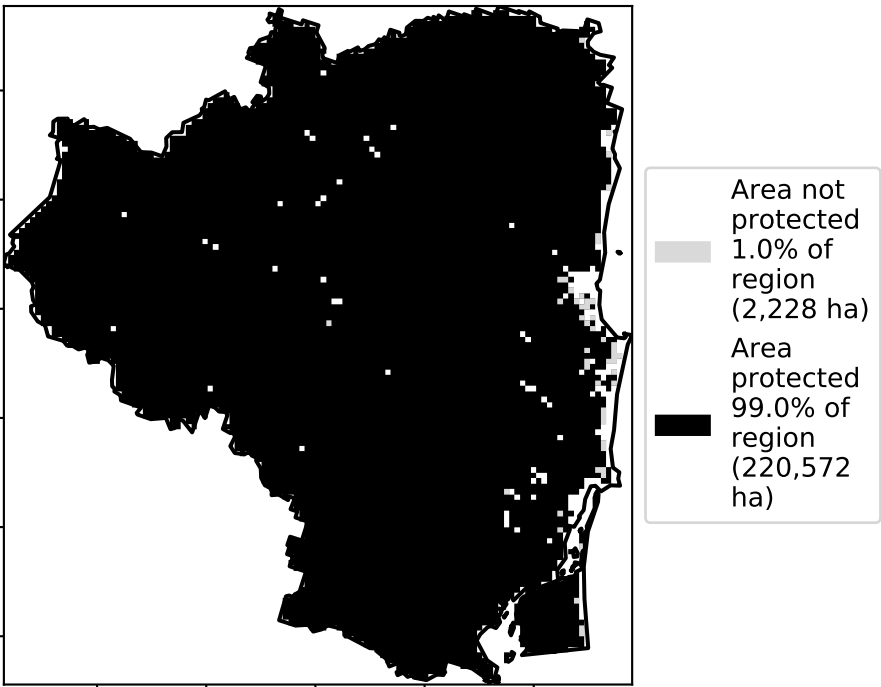 Area not
protected
1.0% of
region
(2,228 ha)
Area
protected
99.0% of
region
(220,572
ha)